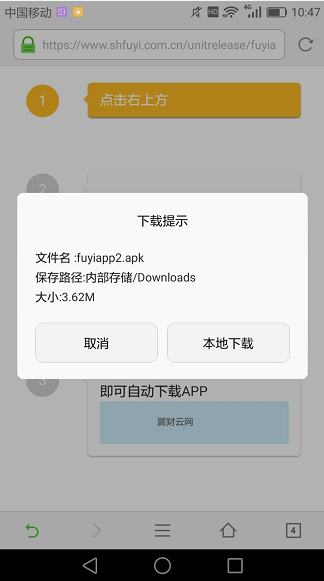 中国移动
HD
4G
10:47
https://www.shfuyi.com.cn/unitrelease/fuyia
1
点击右上方
2
下载提示
文件名 :fuyiapp2.apk
保存路径:内部存储/Downloads
大小:3.62M
取消
本地下载
3
即可自动下载APP
翼财云网
4